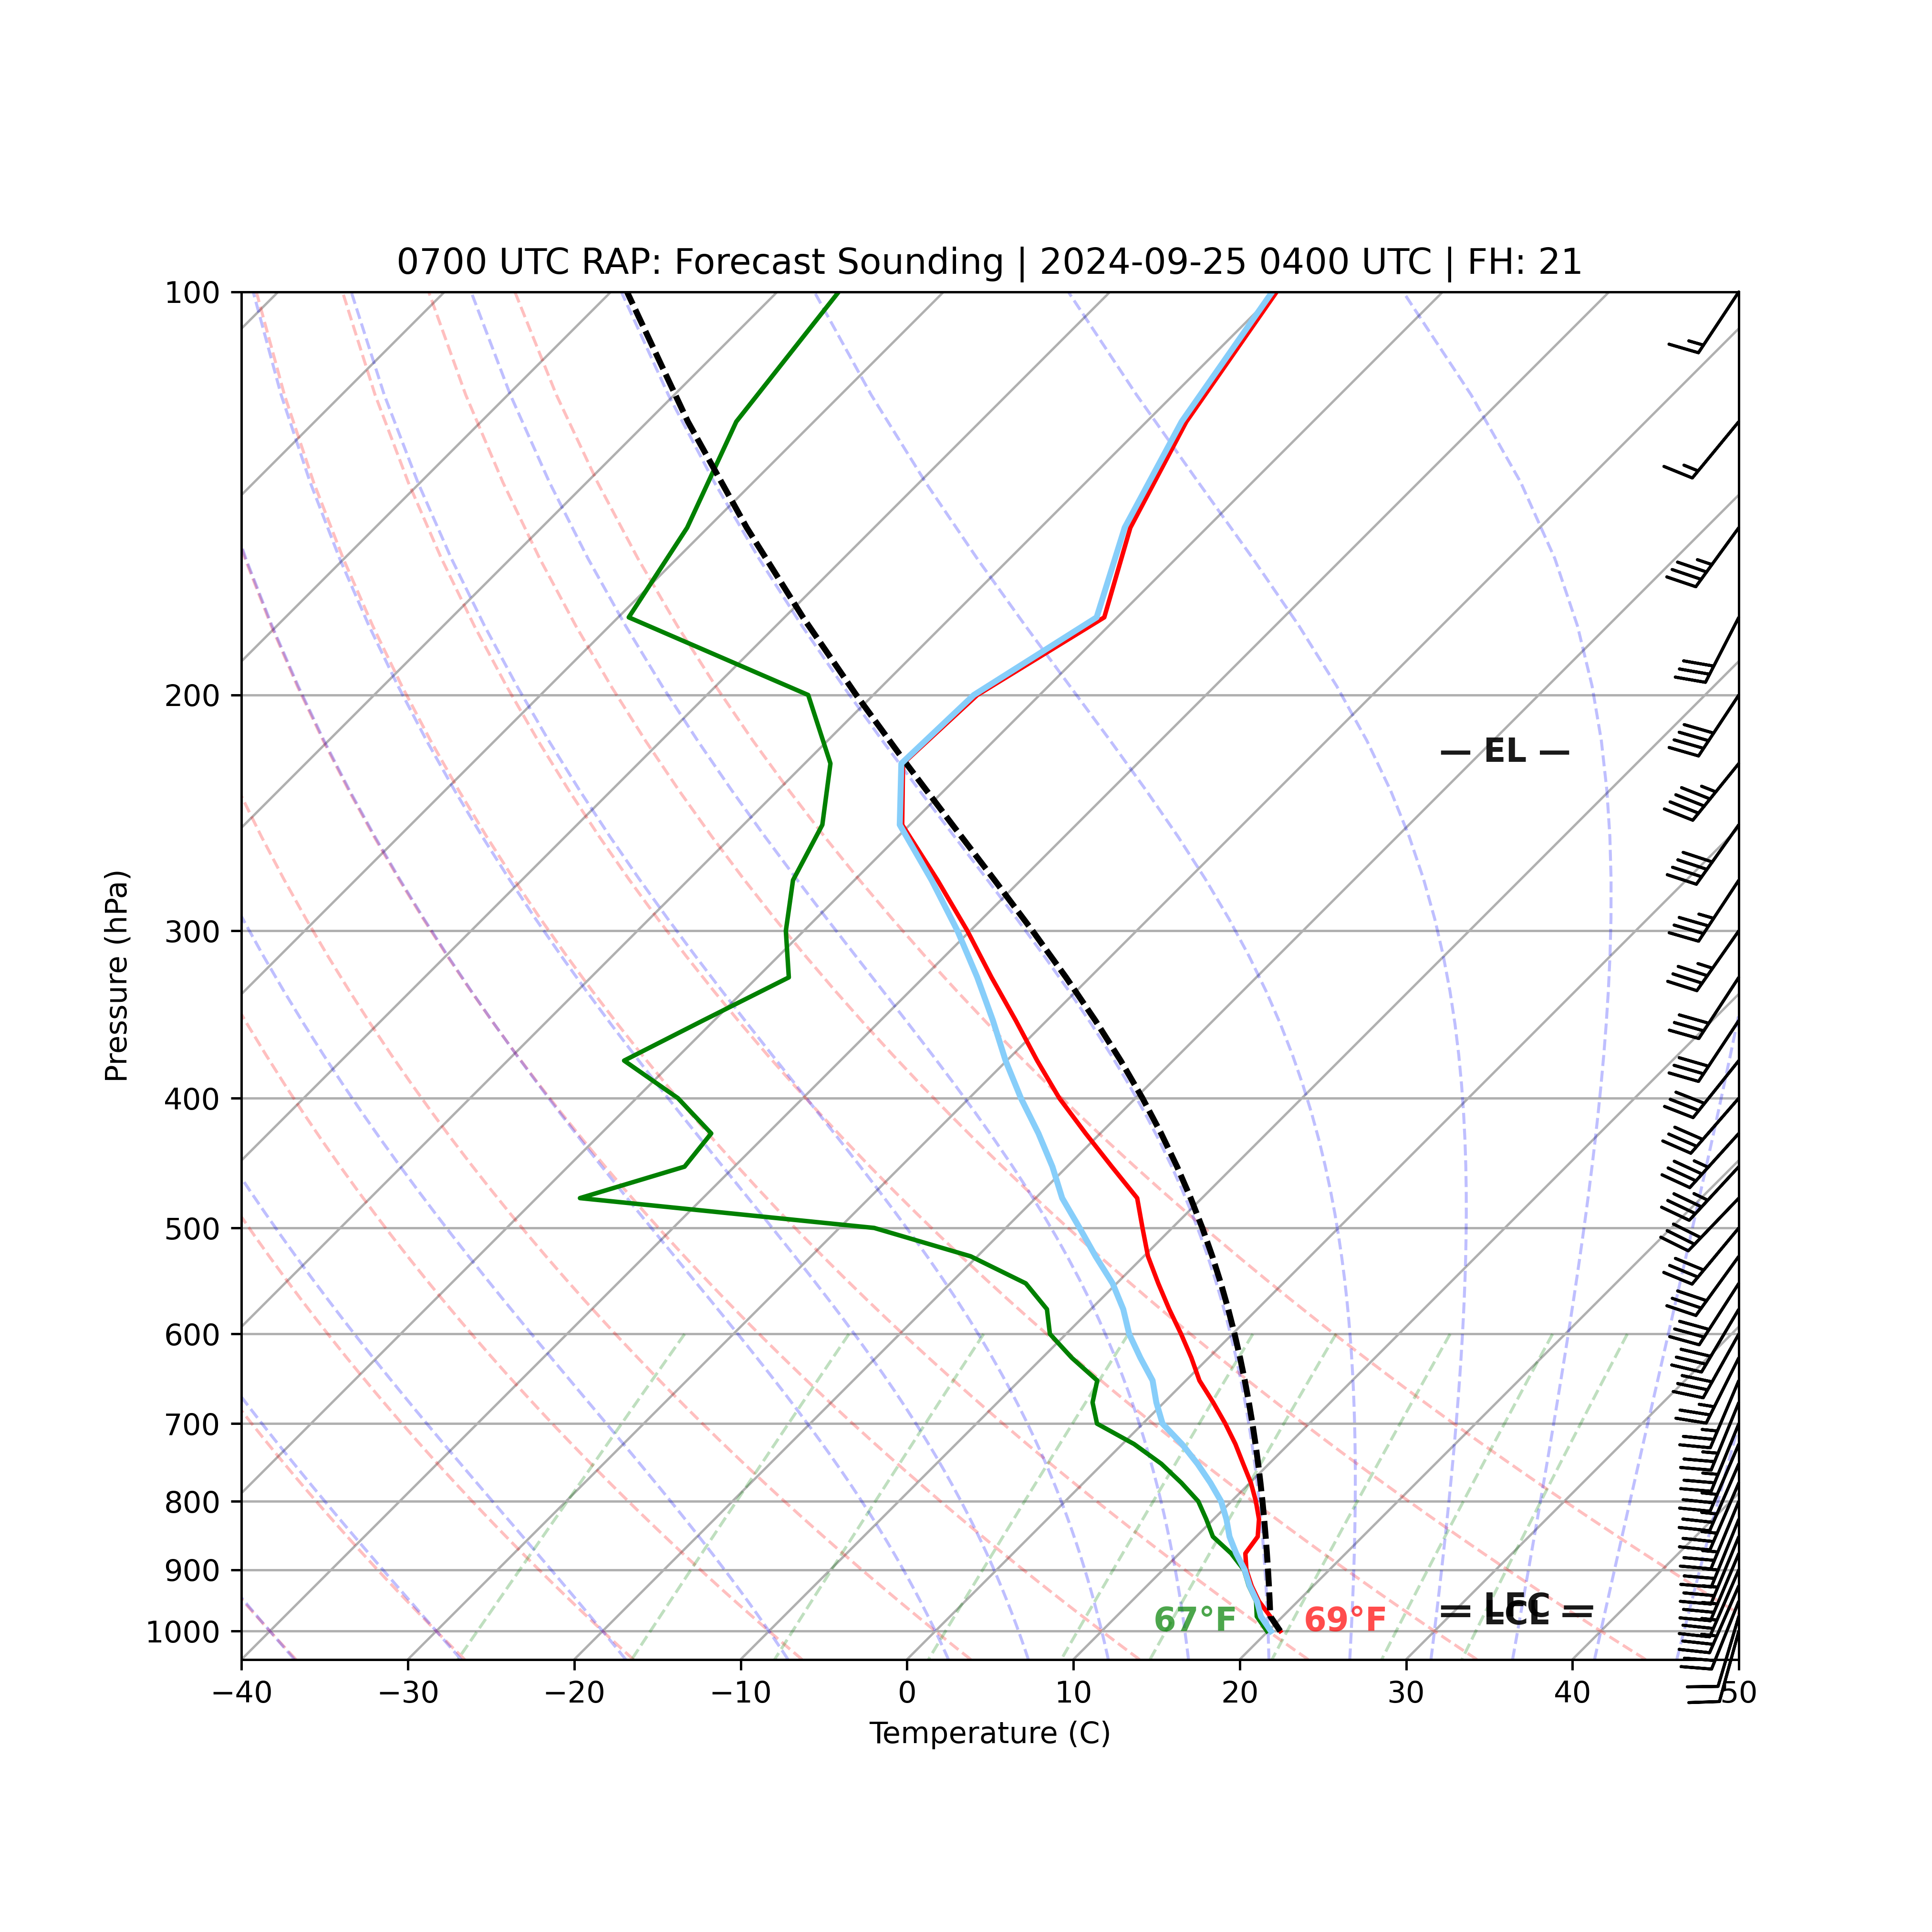 0700 UTC RAP: Forecast Sounding | 2024-09-25 0400 UTC | FH: 21
100
200
— EL —
Pressure (hPa)
300
400
500
600
700
800
900
— LFC —
— LCL —
67°F 69°F
1000
−40 −30 −20 −10 0 10 20 30 40 50
Temperature (C)